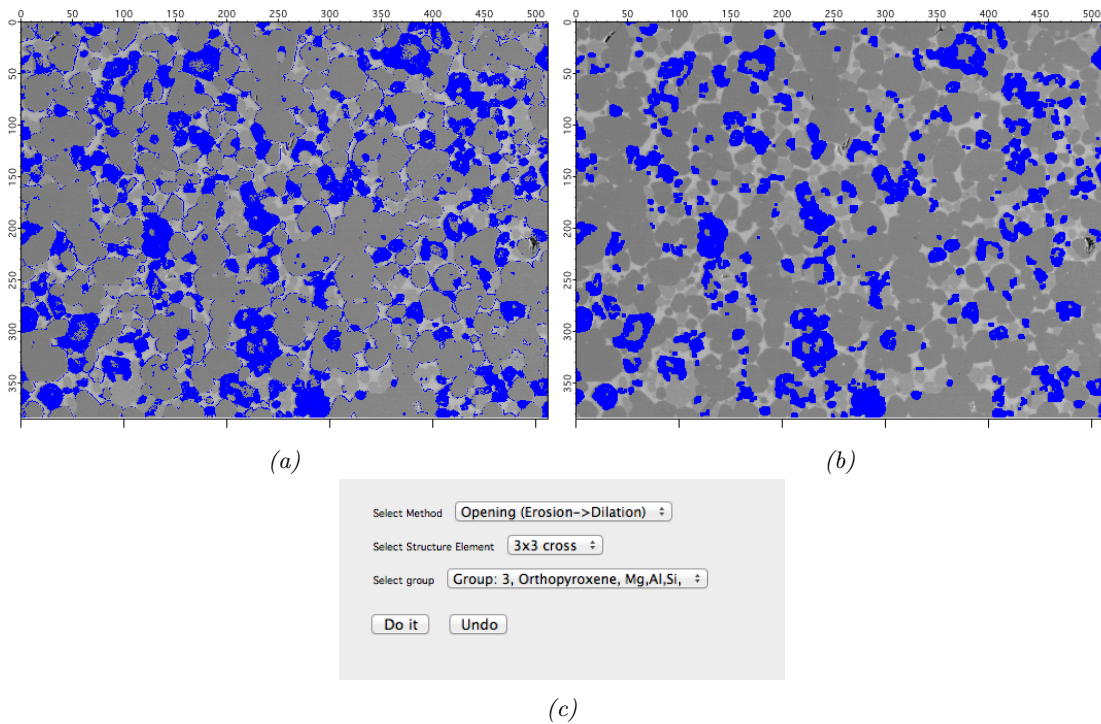 0 50 100 150 200 250 300 350 400 450 500
0 50 100 150 200 250 300 350 400 450 500
0
50
100
150
200
250
300
350
0
50
100
150
200
250
300
350
(a)
(b)
Select Method Opening (Erosion->Dilation)
Select Structure Element 3x3 cross
Select group Group: 3, Orthopyroxene, Mg,Al,Si,
Do it Undo
(c)